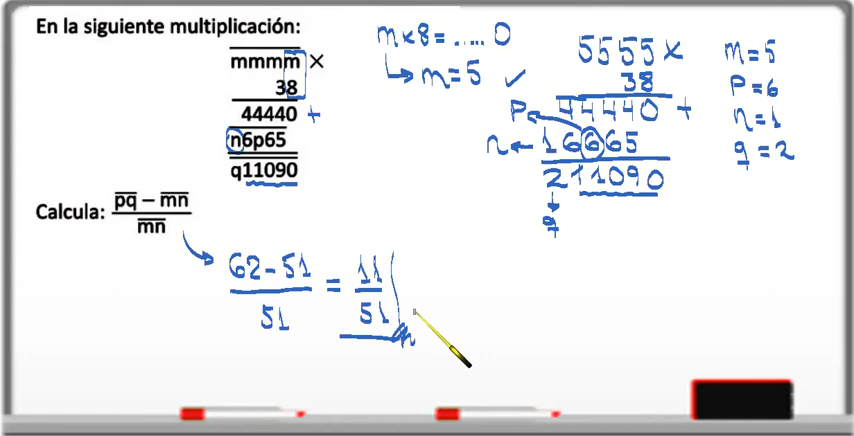 En la siguiente multiplicación:
mmmm ×
38
44440 +
n6p65
q11090
Calcula: pq − mn
mn
m×8=.....0
m=5 ✓
5555×
38
P 44440 +
n 16665
211090
q
m=5
P=6
n=1
q=2
62-51 = 11
51 51